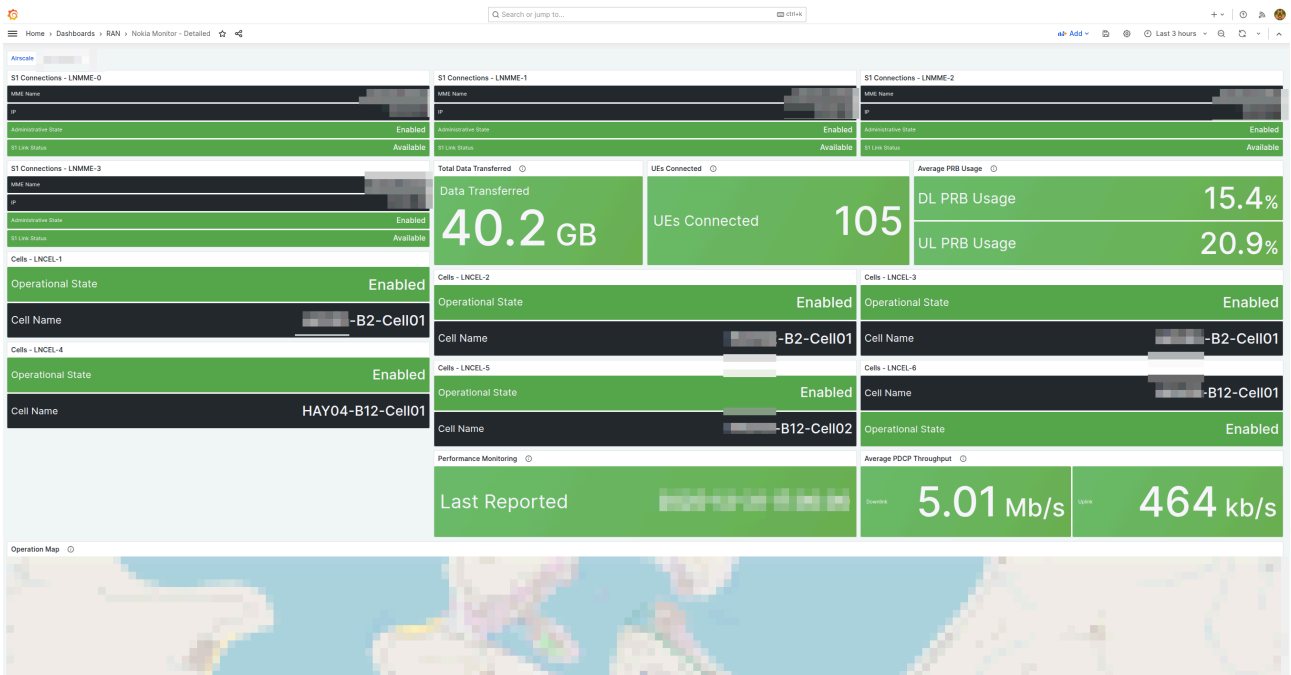 Search or jump to...
ctrl+k
Home › Dashboards › RAN › Nokia Monitor - Detailed
Add
Last 3 hours
Airscale
S1 Connections - LNMME-0
MME Name
IP
Administrative State Enabled
S1 Link Status Available
S1 Connections - LNMME-1
MME Name
IP
Administrative State Enabled
S1 Link Status Available
S1 Connections - LNMME-2
MME Name
IP
Administrative State Enabled
S1 Link Status Available
S1 Connections - LNMME-3
MME Name
IP
Administrative State Enabled
S1 Link Status Available
Total Data Transferred
Data Transferred
40.2 GB
UEs Connected
UEs Connected 105
Average PRB Usage
DL PRB Usage 15.4%
UL PRB Usage 20.9%
Cells - LNCEL-1
Operational State Enabled
Cell Name -B2-Cell01
Cells - LNCEL-2
Operational State Enabled
Cell Name -B2-Cell01
Cells - LNCEL-3
Operational State Enabled
Cell Name -B2-Cell01
Cells - LNCEL-4
Operational State Enabled
Cell Name HAY04-B12-Cell01
Cells - LNCEL-5
Operational State Enabled
Cell Name -B12-Cell02
Cells - LNCEL-6
Cell Name -B12-Cell01
Operational State Enabled
Performance Monitoring
Last Reported
Average PDCP Throughput
Downlink 5.01 Mb/s
Uplink 464 kb/s
Operation Map